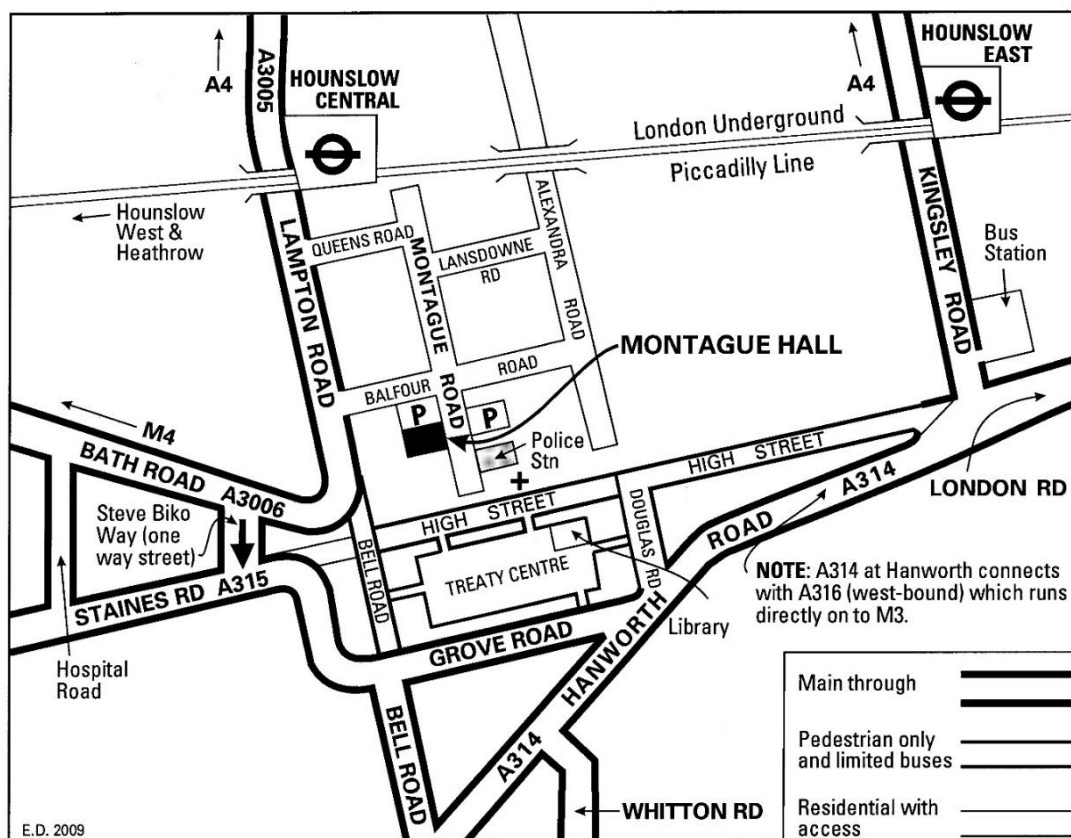 A4
A3005
HOUNSLOW
CENTRAL
A4
HOUNSLOW
EAST
London Underground
Piccadilly Line
Hounslow
West &
Heathrow
LAMPTON ROAD
QUEENS ROAD
MONTAGUE ROAD
LANSDOWNE
RD
ALEXANDRA ROAD
KINGSLEY ROAD
Bus
Station
MONTAGUE HALL
BALFOUR ROAD
P
P
Police
Stn
+
M4
BATH ROAD A3006
Steve Biko
Way (one
way street)
STAINES RD A315
Hospital
Road
HIGH STREET
HIGH STREET
BELL ROAD
TREATY CENTRE
DOUGLAS RD
Library
GROVE ROAD
HANWORTH ROAD
A314
A314
LONDON RD
NOTE: A314 at Hanworth connects
with A316 (west-bound) which runs
directly on to M3.
BELL ROAD
WHITTON RD
Main through
Pedestrian only
and limited buses
Residential with
access
E.D. 2009